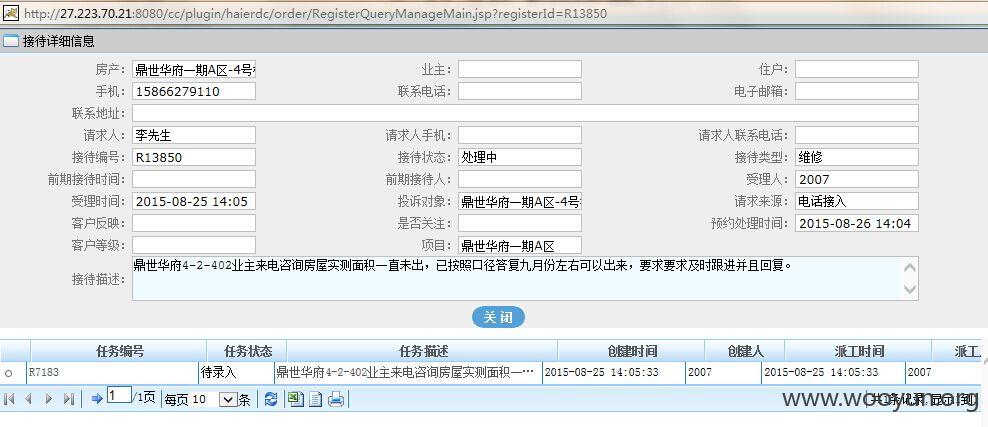 http://27.223.70.21:8080/cc/plugin/haierdc/order/RegisterQueryManageMain.jsp?registerId=R13850
接待详细信息
房产： 鼎世华府一期A区-4号 业主： 住户：
手机： 15866279110 联系电话： 电子邮箱：
联系地址：
请求人： 李先生 请求人手机： 请求人联系电话：
接待编号： R13850 接待状态： 处理中 接待类型： 维修
前期接待时间： 前期接待人： 受理人： 2007
受理时间： 2015-08-25 14:05 投诉对象： 鼎世华府一期A区-4号 请求来源： 电话接入
客户反映： 是否关注： 预约处理时间： 2015-08-26 14:04
客户等级： 项目： 鼎世华府一期A区
接待描述： 鼎世华府4-2-402业主来电咨询房屋实测面积一直未出，已按照口径答复九月份左右可以出来，要求要求及时跟进并且回复。
关闭
任务编号 任务状态 任务描述 创建时间 创建人 派工时间 派工
R7183 待录入 鼎世华府4-2-402业主来电咨询房屋实测面积一… 2015-08-25 14:05:33 2007 2015-08-25 14:05:33 2007
1 /1页 每页 10 条
www.wooyun.org